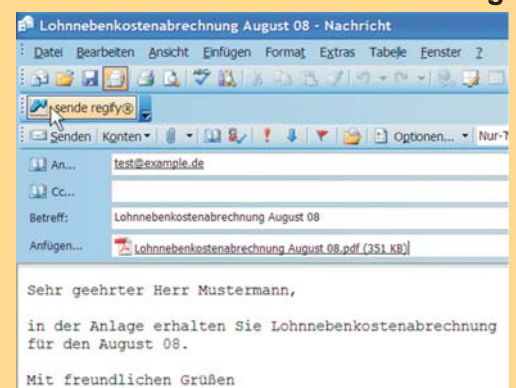 Lohnnebenkostenabrechnung August 08 - Nachricht
Datei Bearbeiten Ansicht Einfügen Format Extras Tabelle Fenster ?
sende regify®
Senden Konten Optionen... Nur-T
An... test@example.de
Cc...
Betreff: Lohnnebenkostenabrechnung August 08
Anfügen... Lohnnebenkostenabrechnung August 08.pdf (351 KB)
Sehr geehrter Herr Mustermann,
in der Anlage erhalten Sie Lohnnebenkostenabrechnung
für den August 08.
Mit freundlichen Grüßen